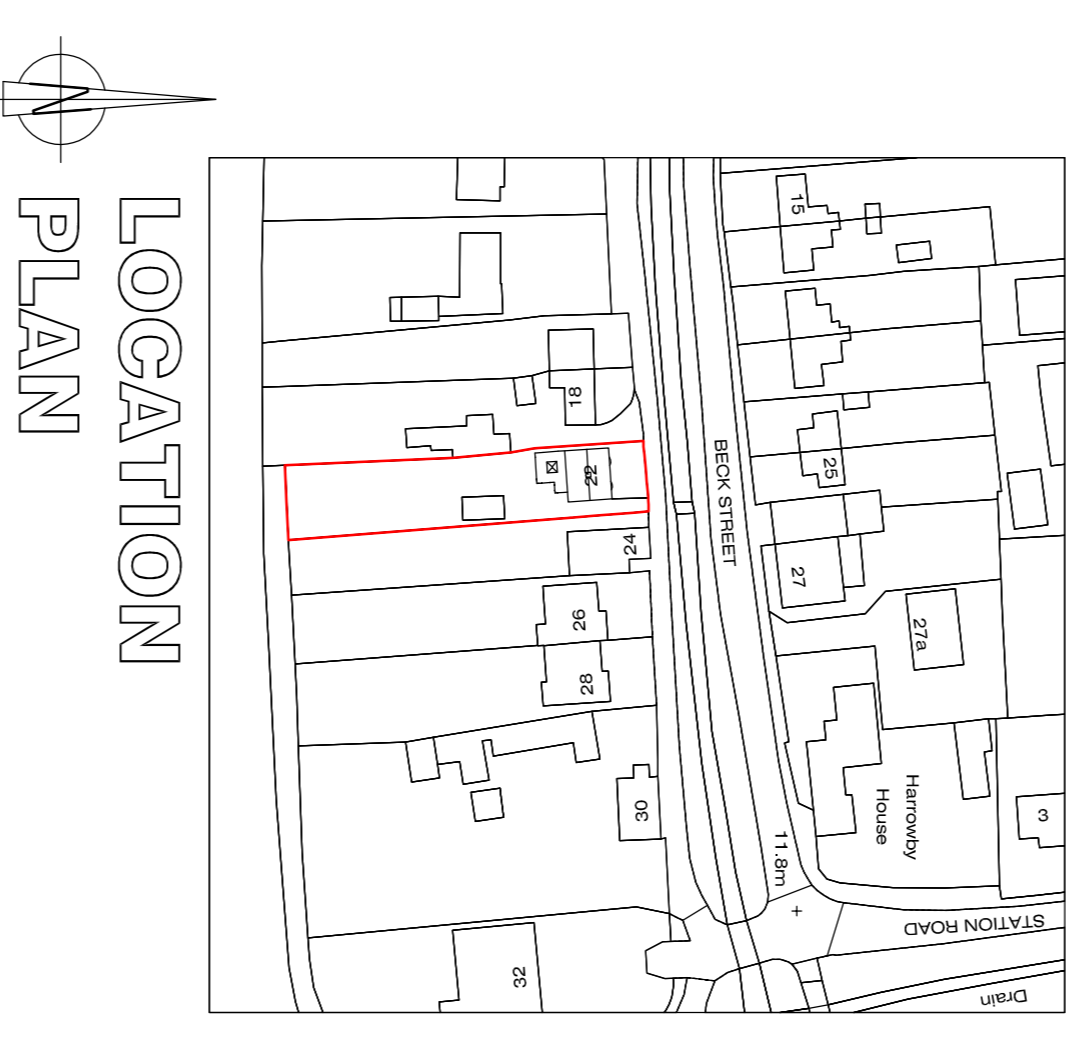 N
LOCATION
PLAN
15
18
22
25
BECK STREET
24
27
26
27a
28
Harrowby
House
30
3
11.8m
STATION ROAD
32
Drain